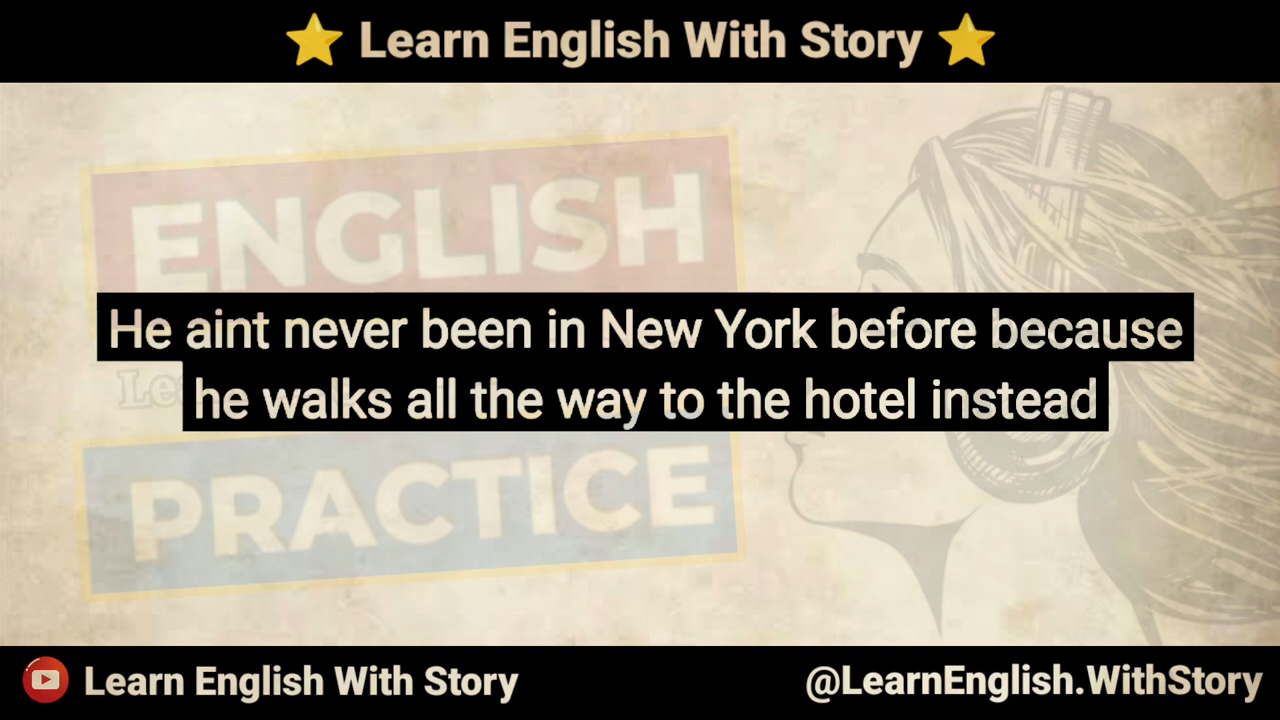 ⭐ Learn English With Story ⭐
ENGLISH
He aint never been in New York before because
he walks all the way to the hotel instead
PRACTICE
Learn English With Story
@LearnEnglish.WithStory